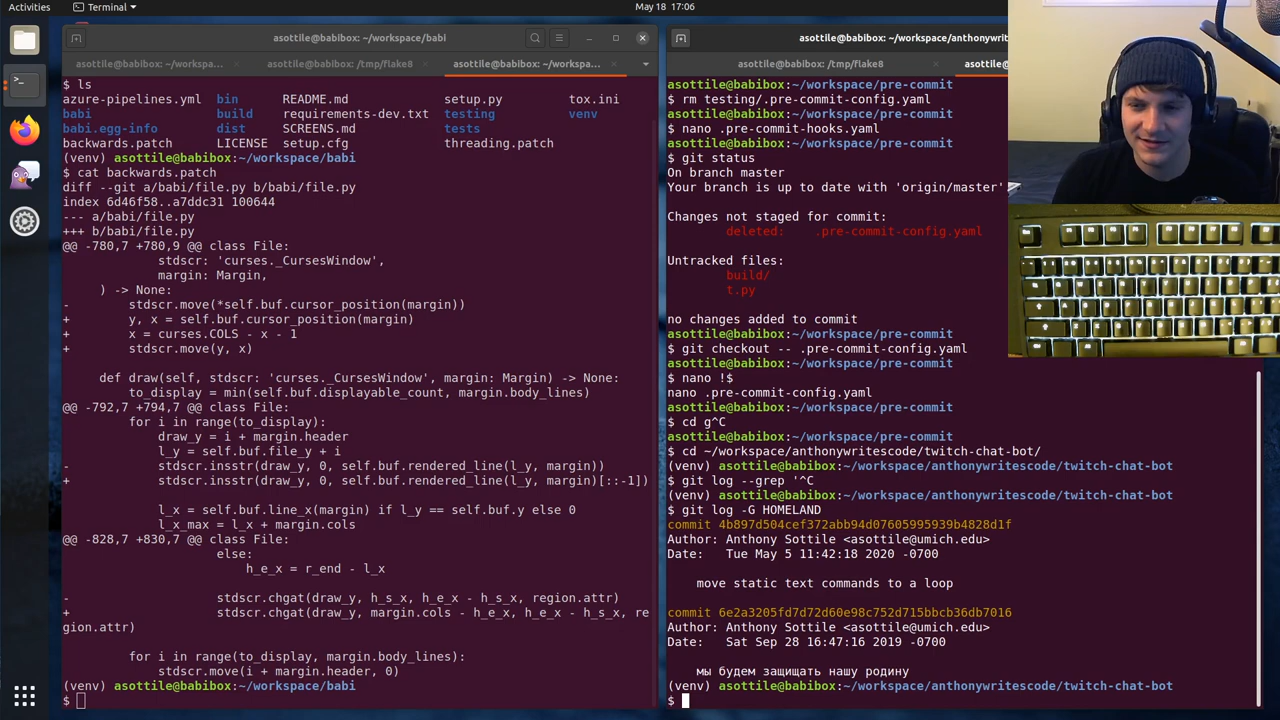 Activities
Terminal
May 18 17:06
asottile@babibox: ~/workspace/babi
asottile@babibox: ~/workspa...
asottile@babibox: /tmp/flake8
asottile@babibox: ~/workspa...
$ ls
azure-pipelines.yml bin README.md setup.py tox.ini
babi build requirements-dev.txt testing venv
babi.egg-info dist SCREENS.md tests
backwards.patch LICENSE setup.cfg threading.patch
(venv) asottile@babibox:~/workspace/babi
$ cat backwards.patch
diff --git a/babi/file.py b/babi/file.py
index 6d46f58..a7ddc31 100644
--- a/babi/file.py
+++ b/babi/file.py
@@ -780,7 +780,9 @@ class File:
stdscr: 'curses._CursesWindow',
margin: Margin,
) -> None:
- stdscr.move(*self.buf.cursor_position(margin))
+ y, x = self.buf.cursor_position(margin)
+ x = curses.COLS - x - 1
+ stdscr.move(y, x)
def draw(self, stdscr: 'curses._CursesWindow', margin: Margin) -> None:
to_display = min(self.buf.displayable_count, margin.body_lines)
@@ -792,7 +794,7 @@ class File:
for i in range(to_display):
draw_y = i + margin.header
l_y = self.buf.file_y + i
- stdscr.insstr(draw_y, 0, self.buf.rendered_line(l_y, margin))
+ stdscr.insstr(draw_y, 0, self.buf.rendered_line(l_y, margin)[::-1])
l_x = self.buf.line_x(margin) if l_y == self.buf.y else 0
l_x_max = l_x + margin.cols
@@ -828,7 +830,7 @@ class File:
else:
h_e_x = r_end - l_x
- stdscr.chgat(draw_y, h_s_x, h_e_x - h_s_x, region.attr)
+ stdscr.chgat(draw_y, margin.cols - h_e_x, h_e_x - h_s_x, re
gion.attr)
for i in range(to_display, margin.body_lines):
stdscr.move(i + margin.header, 0)
(venv) asottile@babibox:~/workspace/babi
$
asottile@babibox: ~/workspace/anthonywrit
asottile@babibox: /tmp/flake8
asottile@
asottile@babibox:~/workspace/pre-commit
$ rm testing/.pre-commit-config.yaml
asottile@babibox:~/workspace/pre-commit
$ nano .pre-commit-hooks.yaml
asottile@babibox:~/workspace/pre-commit
$ git status
On branch master
Your branch is up to date with 'origin/master'
Changes not staged for commit:
deleted: .pre-commit-config.yaml
Untracked files:
build/
t.py
no changes added to commit
asottile@babibox:~/workspace/pre-commit
$ git checkout -- .pre-commit-config.yaml
asottile@babibox:~/workspace/pre-commit
$ nano !$
nano .pre-commit-config.yaml
asottile@babibox:~/workspace/pre-commit
$ cd g^C
asottile@babibox:~/workspace/pre-commit
$ cd ~/workspace/anthonywritescode/twitch-chat-bot/
(venv) asottile@babibox:~/workspace/anthonywritescode/twitch-chat-bot
$ git log --grep '^C
(venv) asottile@babibox:~/workspace/anthonywritescode/twitch-chat-bot
$ git log -G HOMELAND
commit 4b897d504cef372abb94d07605995939b4828d1f
Author: Anthony Sottile <asottile@umich.edu>
Date: Tue May 5 11:42:18 2020 -0700
move static text commands to a loop
commit 6e2a3205fd7d72d60e98c752d715bbcb36db7016
Author: Anthony Sottile <asottile@umich.edu>
Date: Sat Sep 28 16:47:16 2019 -0700
мы будем защищать нашу родину
(venv) asottile@babibox:~/workspace/anthonywritescode/twitch-chat-bot
$